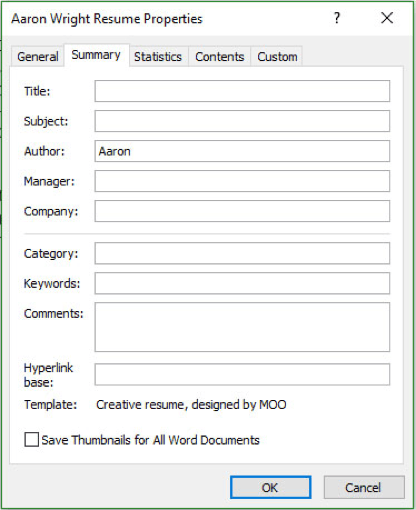 Aaron Wright Resume Properties ? ×
General Summary Statistics Contents Custom
Title:
Subject:
Author: Aaron
Manager:
Company:
Category:
Keywords:
Comments:
Hyperlink
base:
Template: Creative resume, designed by MOO
Save Thumbnails for All Word Documents
OK Cancel